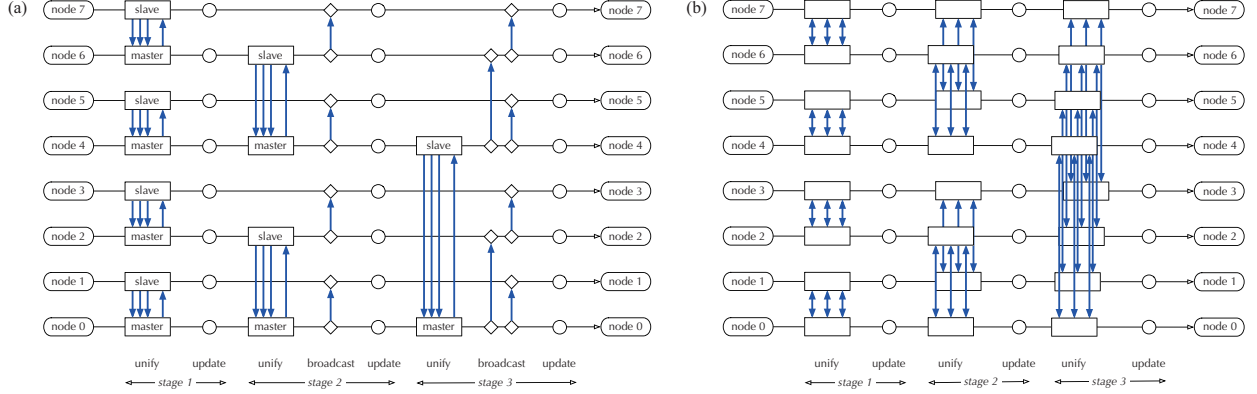 (a)
node 7 slave node 7
node 6 master slave node 6
node 5 slave node 5
node 4 master master slave node 4
node 3 slave node 3
node 2 master slave node 2
node 1 slave node 1
node 0 master master master node 0
unify update unify broadcast update unify broadcast update
stage 1 stage 2 stage 3
(b)
node 7 node 7
node 6 node 6
node 5 node 5
node 4 node 4
node 3 node 3
node 2 node 2
node 1 node 1
node 0 node 0
unify update unify update unify update
stage 1 stage 2 stage 3